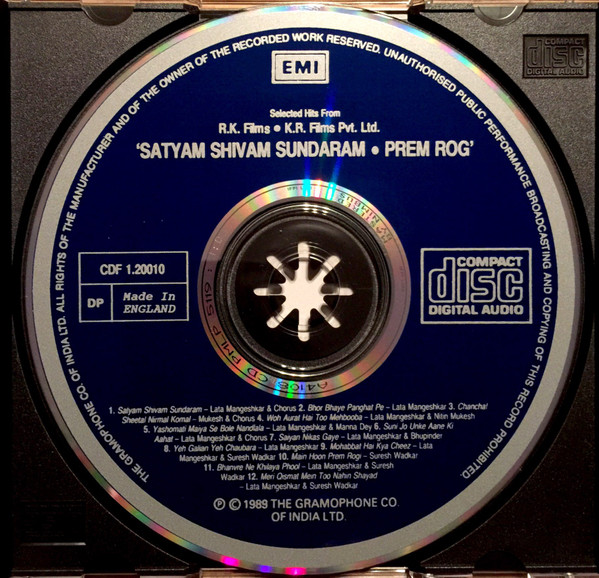 COMPACT
disc
DIGITAL AUDIO
THE GRAMOPHONE CO. OF INDIA LTD. ALL RIGHTS OF THE MANUFACTURER AND OF THE OWNER OF THE RECORDED WORK RESERVED. UNAUTHORISED PUBLIC PERFORMANCE BROADCASTING AND COPYING OF THIS RECORD PROHIBITED.
EMI
Selected Hits From
R.K. Films • K.R. Films Pvt. Ltd.
'SATYAM SHIVAM SUNDARAM • PREM ROG'
CDF 1.20010
DP
Made In
ENGLAND
COMPACT
disc
DIGITAL AUDIO
1. Satyam Shivam Sundaram – Lata Mangeshkar & Chorus 2. Bhor Bhaye Panghat Pe – Lata Mangeshkar 3. Chanchal
Sheetal Nirmal Komal – Mukesh & Chorus 4. Woh Aurat Hai Too Mehbooba – Lata Mangeshkar & Nitin Mukesh
5. Yashomati Maiya Se Bole Nandlala – Lata Mangeshkar & Manna Dey 6. Suni Jo Unke Aane Ki
Aahat – Lata Mangeshkar & Chorus 7. Saiyan Nikas Gaye – Lata Mangeshkar & Bhupinder
8. Yeh Galian Yeh Chaubara – Lata Mangeshkar 9. Mohabbat Hai Kya Cheez – Lata
Mangeshkar & Suresh Wadkar 10. Main Hoon Prem Rogi – Suresh Wadkar
11. Bhanvre Ne Khilaya Phool – Lata Mangeshkar & Suresh
Wadkar 12. Meri Qismat Mein Too Nahin Shayad
– Lata Mangeshkar & Suresh Wadkar
Ⓟ © 1989 THE GRAMOPHONE CO.
OF INDIA LTD.